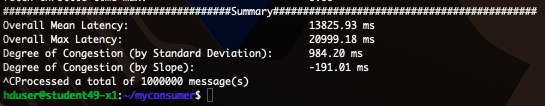 ######################################Summary############################################
Overall Mean Latency: 13825.93 ms
Overall Max Latency: 20999.18 ms
Degree of Congestion (by Standard Deviation): 984.20 ms
Degree of Congestion (by Slope): -191.01 ms
^CProcessed a total of 1000000 message(s)
hduser@student49-x1:~/myconsumer$